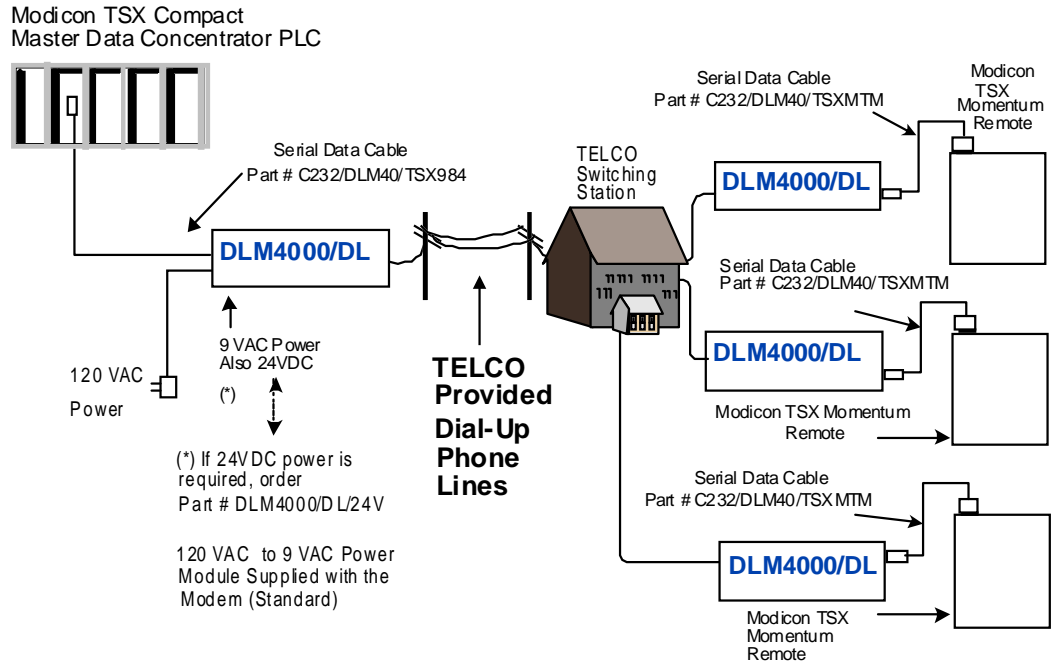 Modicon TSX Compact
Master Data Concentrator PLC
Serial Data Cable
Part # C232/DLM40/TSX984
DLM4000/DL
120 VAC
Power
9 VAC Power
Also 24VDC
(*)
(*) If 24VDC power is
required, order
Part # DLM4000/DL/24V
120 VAC to 9 VAC Power
Module Supplied with the
Modem (Standard)
TELCO
Provided
Dial-Up
Phone
Lines
TELCO
Switching
Station
Serial Data Cable
Part # C232/DLM40/TSXMTM
Modicon
TSX
Momentum
Remote
DLM4000/DL
Serial Data Cable
Part # C232/DLM40/TSXMTM
DLM4000/DL
Modicon TSX Momentum
Remote
Serial Data Cable
Part # C232/DLM40/TSXMTM
DLM4000/DL
Modicon TSX
Momentum
Remote